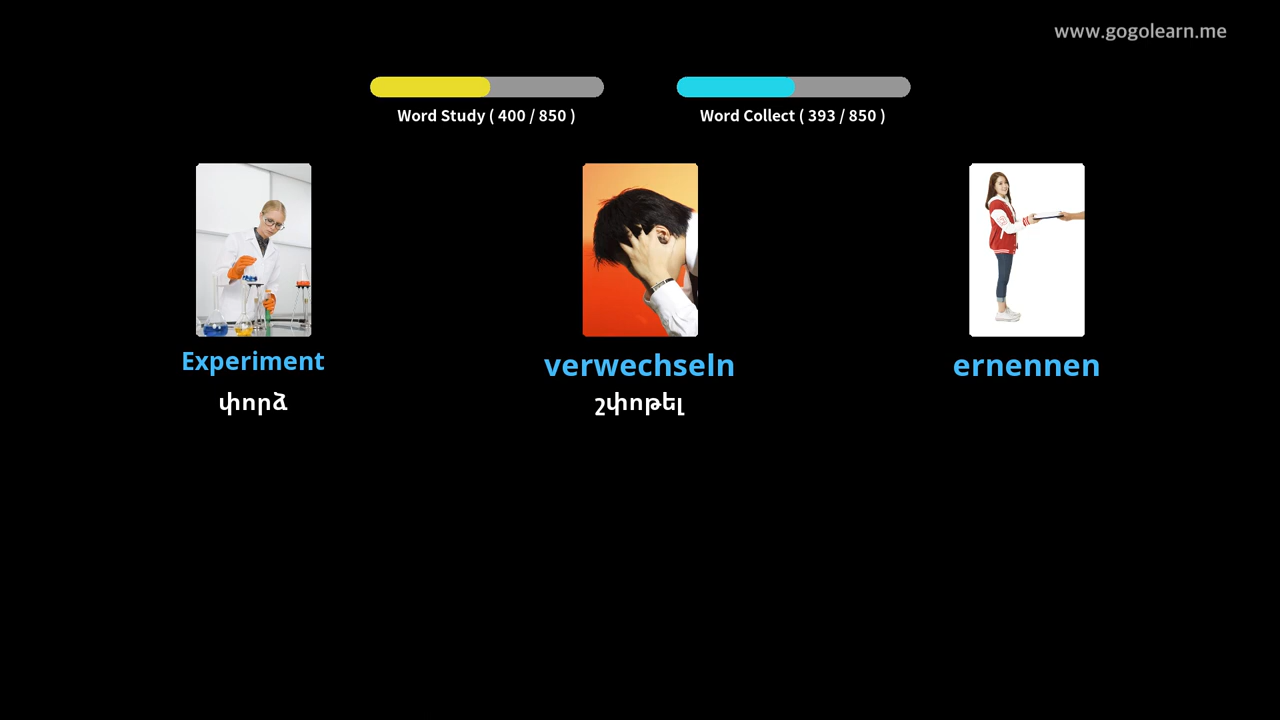 www.gogolearn.me
Word Study ( 400 / 850 )
Word Collect ( 393 / 850 )
Experiment
փորձ
verwechseln
շփոթել
ernennen